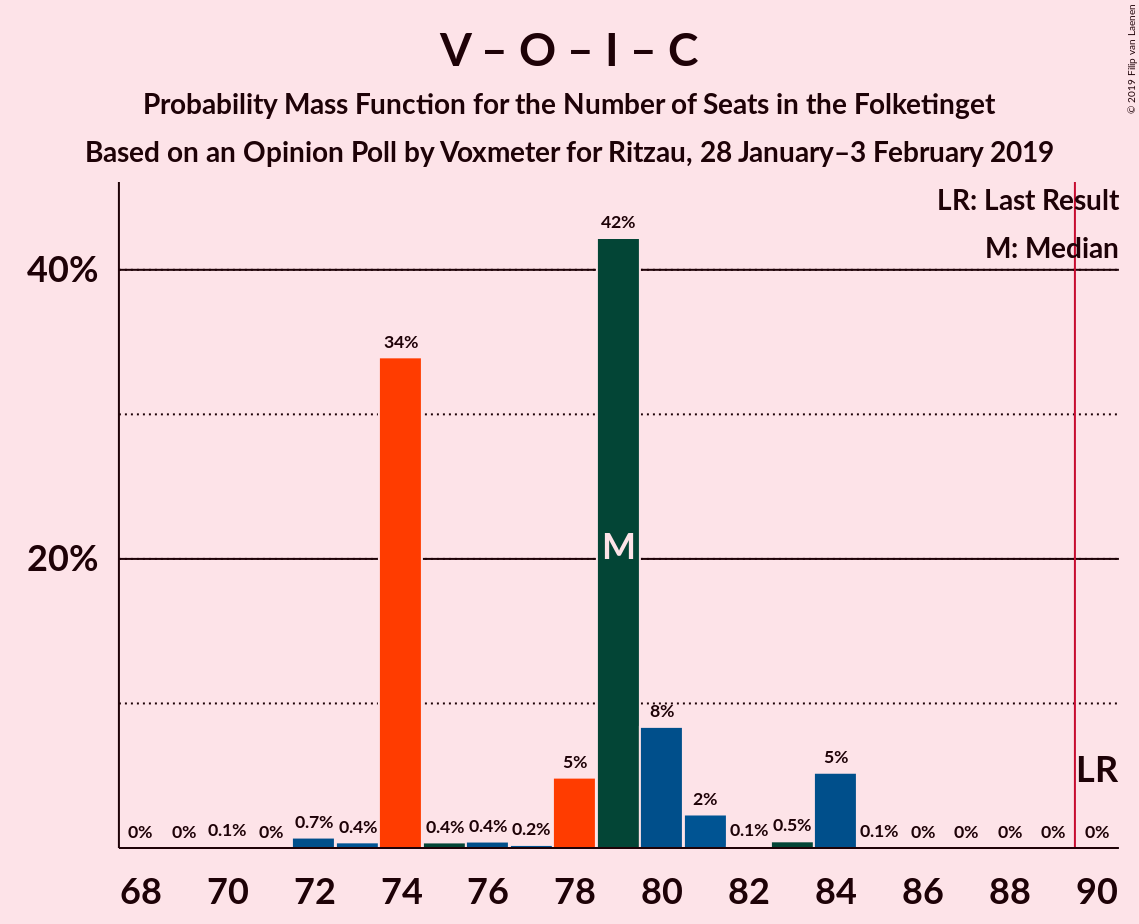 V – O – I – C
Probability Mass Function for the Number of Seats in the Folketinget
Based on an Opinion Poll by Voxmeter for Ritzau, 28 January–3 February 2019
© 2019 Filip van Laenen
LR: Last Result
M: Median
40%
20%
0% 0% 0.1% 0% 0.7% 0.4% 34% 0.4% 0.4% 0.2% 5% 42% 8% 2% 0.1% 0.5% 5% 0.1% 0% 0% 0% 0% 0%
M
LR
68 70 72 74 76 78 80 82 84 86 88 90